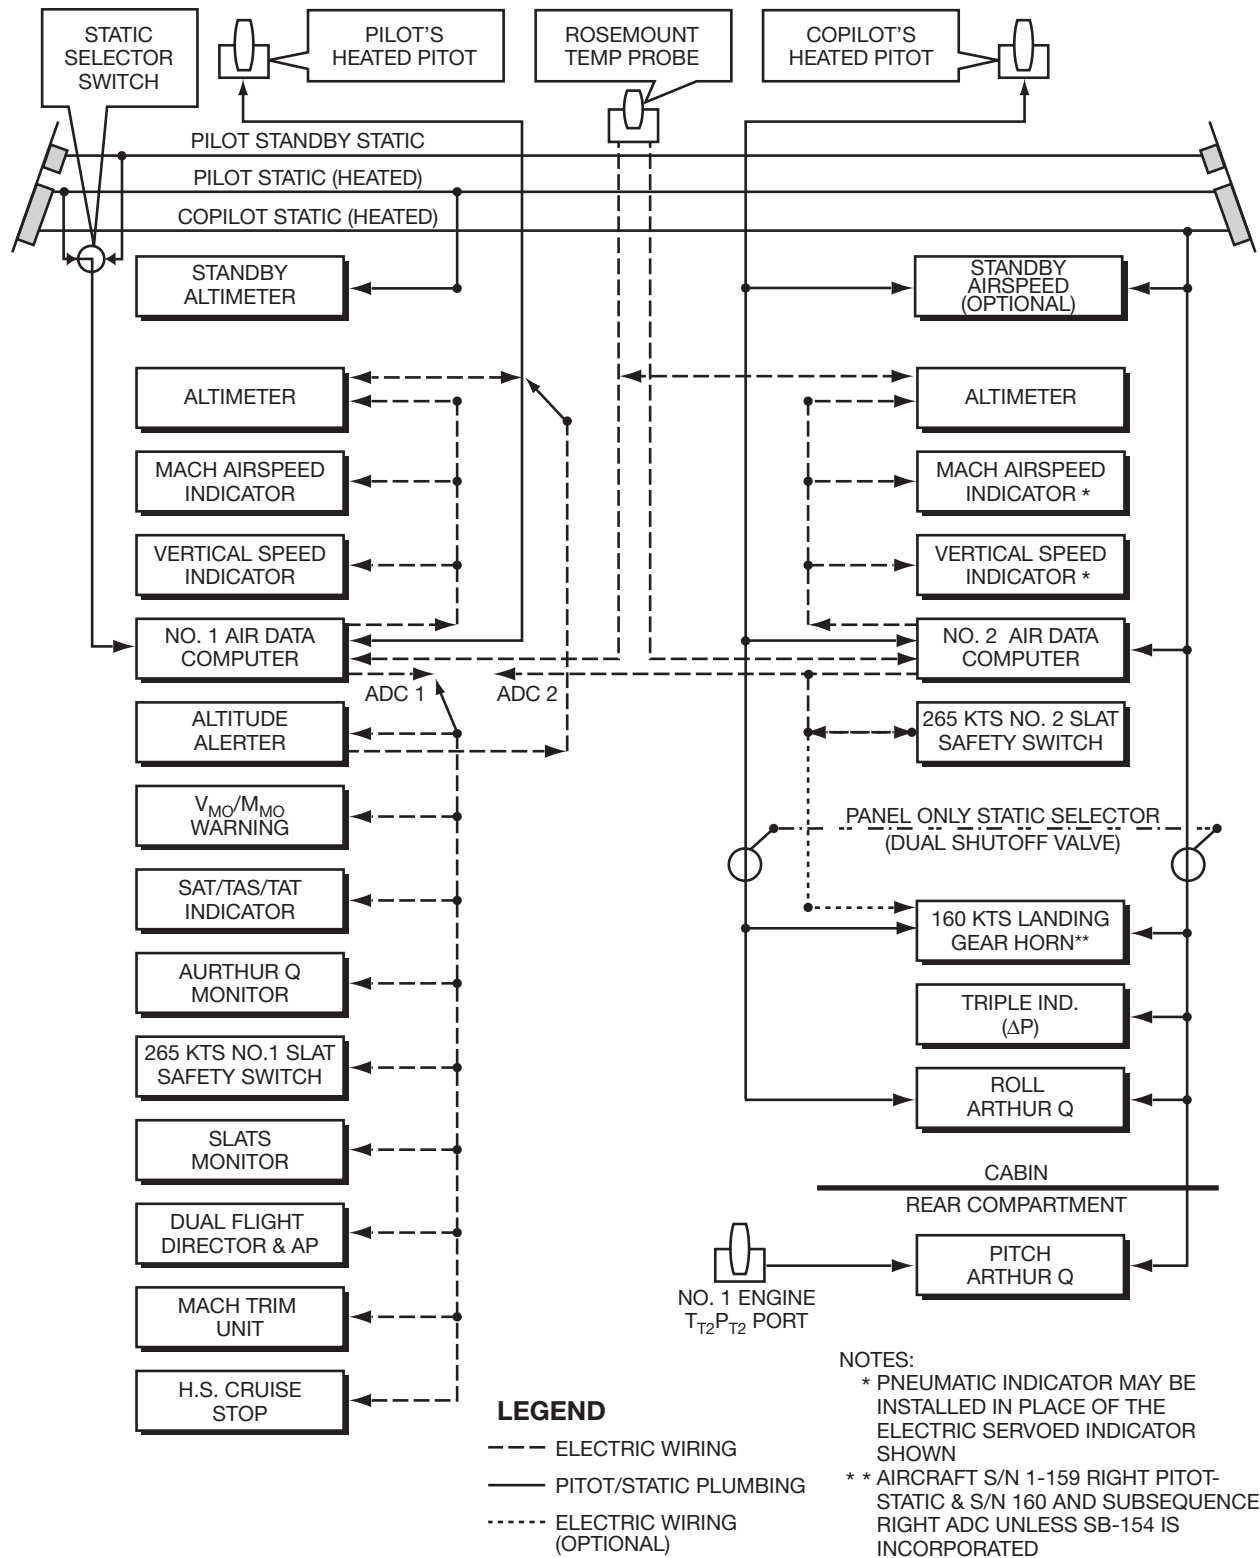 STATIC
SELECTOR
SWITCH
PILOT'S
HEATED PITOT
ROSEMOUNT
TEMP PROBE
COPILOT'S
HEATED PITOT
PILOT STANDBY STATIC
PILOT STATIC (HEATED)
COPILOT STATIC (HEATED)
STANDBY
ALTIMETER
STANDBY
AIRSPEED
(OPTIONAL)
ALTIMETER
ALTIMETER
MACH AIRSPEED
INDICATOR
MACH AIRSPEED
INDICATOR *
VERTICAL SPEED
INDICATOR
VERTICAL SPEED
INDICATOR *
NO. 1 AIR DATA
COMPUTER
NO. 2 AIR DATA
COMPUTER
ADC 1
ADC 2
ALTITUDE
ALERTER
265 KTS NO. 2 SLAT
SAFETY SWITCH
VMO/MMO
WARNING
PANEL ONLY STATIC SELECTOR
(DUAL SHUTOFF VALVE)
SAT/TAS/TAT
INDICATOR
160 KTS LANDING
GEAR HORN**
AURTHUR Q
MONITOR
TRIPLE IND.
(ΔP)
265 KTS NO.1 SLAT
SAFETY SWITCH
ROLL
ARTHUR Q
SLATS
MONITOR
CABIN
REAR COMPARTMENT
DUAL FLIGHT
DIRECTOR & AP
PITCH
ARTHUR Q
NO. 1 ENGINE
TT2PT2 PORT
MACH TRIM
UNIT
H.S. CRUISE
STOP
LEGEND
ELECTRIC WIRING
PITOT/STATIC PLUMBING
ELECTRIC WIRING
(OPTIONAL)
NOTES:
* PNEUMATIC INDICATOR MAY BE
INSTALLED IN PLACE OF THE
ELECTRIC SERVOED INDICATOR
SHOWN
* * AIRCRAFT S/N 1-159 RIGHT PITOT-
STATIC & S/N 160 AND SUBSEQUENCE
RIGHT ADC UNLESS SB-154 IS
INCORPORATED